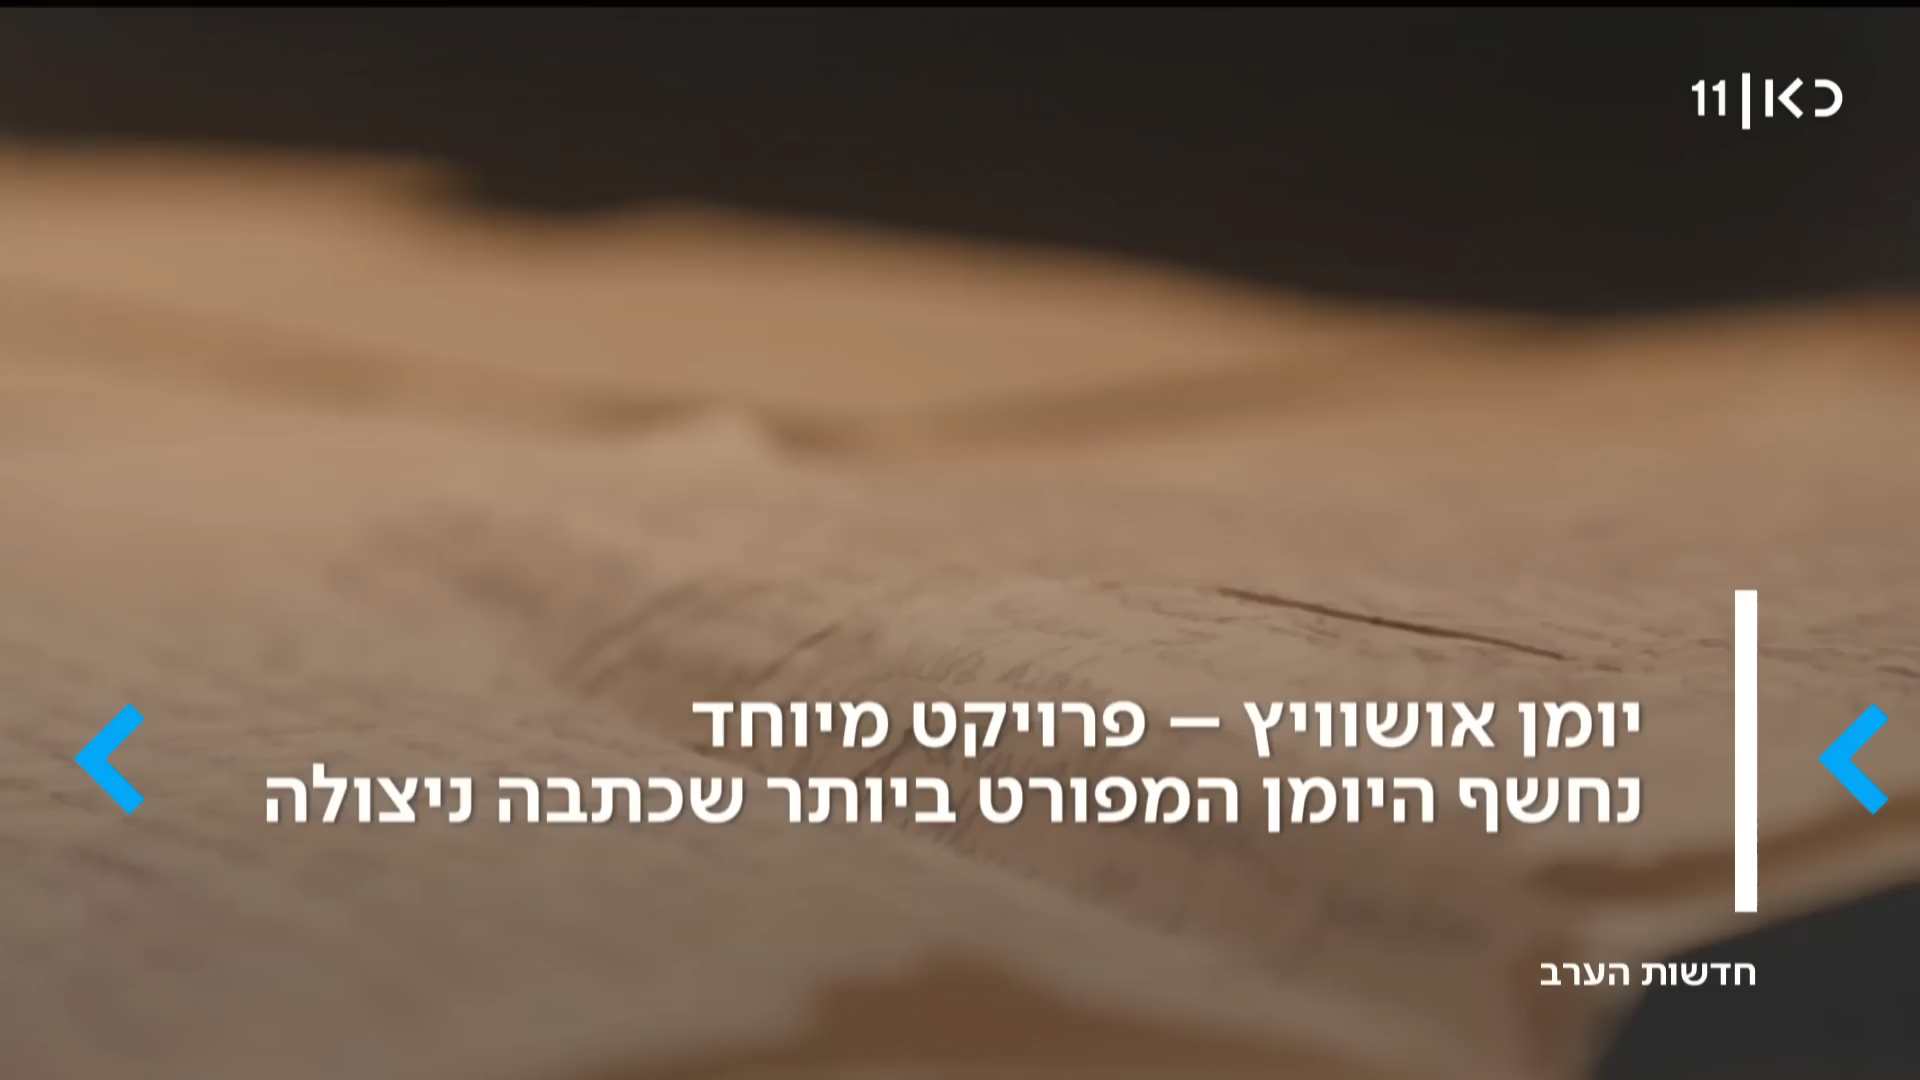 כאן|11
יומן אושוויץ – פרויקט מיוחד
נחשף היומן המפורט ביותר שכתבה ניצולה
חדשות הערב